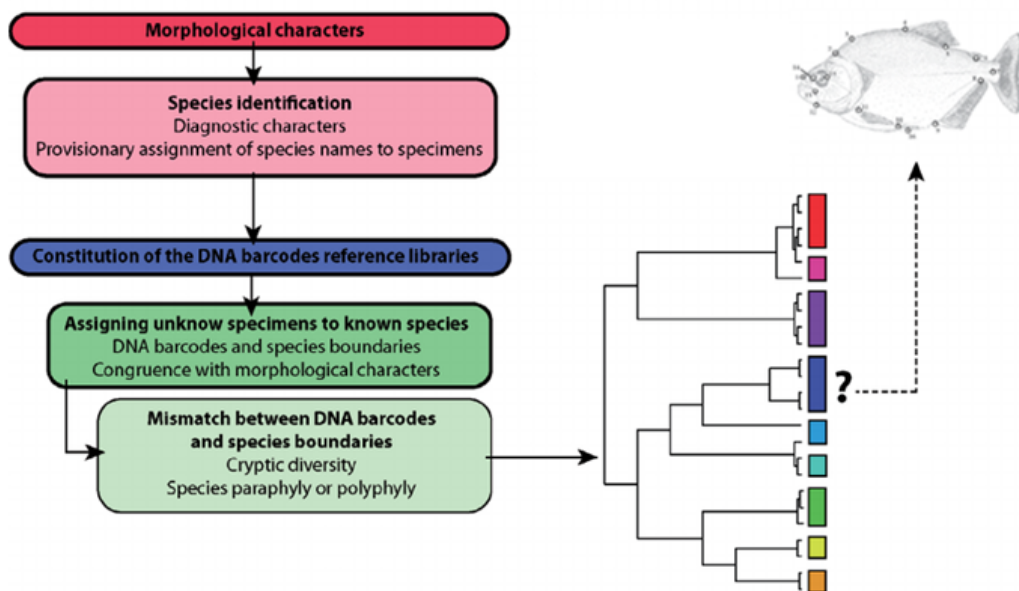 Morphological characters
Species identification
Diagnostic characters
Provisionary assignment of species names to specimens
Constitution of the DNA barcodes reference libraries
Assigning unknow specimens to known species
DNA barcodes and species boundaries
Congruence with morphological characters
Mismatch between DNA barcodes
and species boundaries
Cryptic diversity
Species paraphyly or polyphyly
?